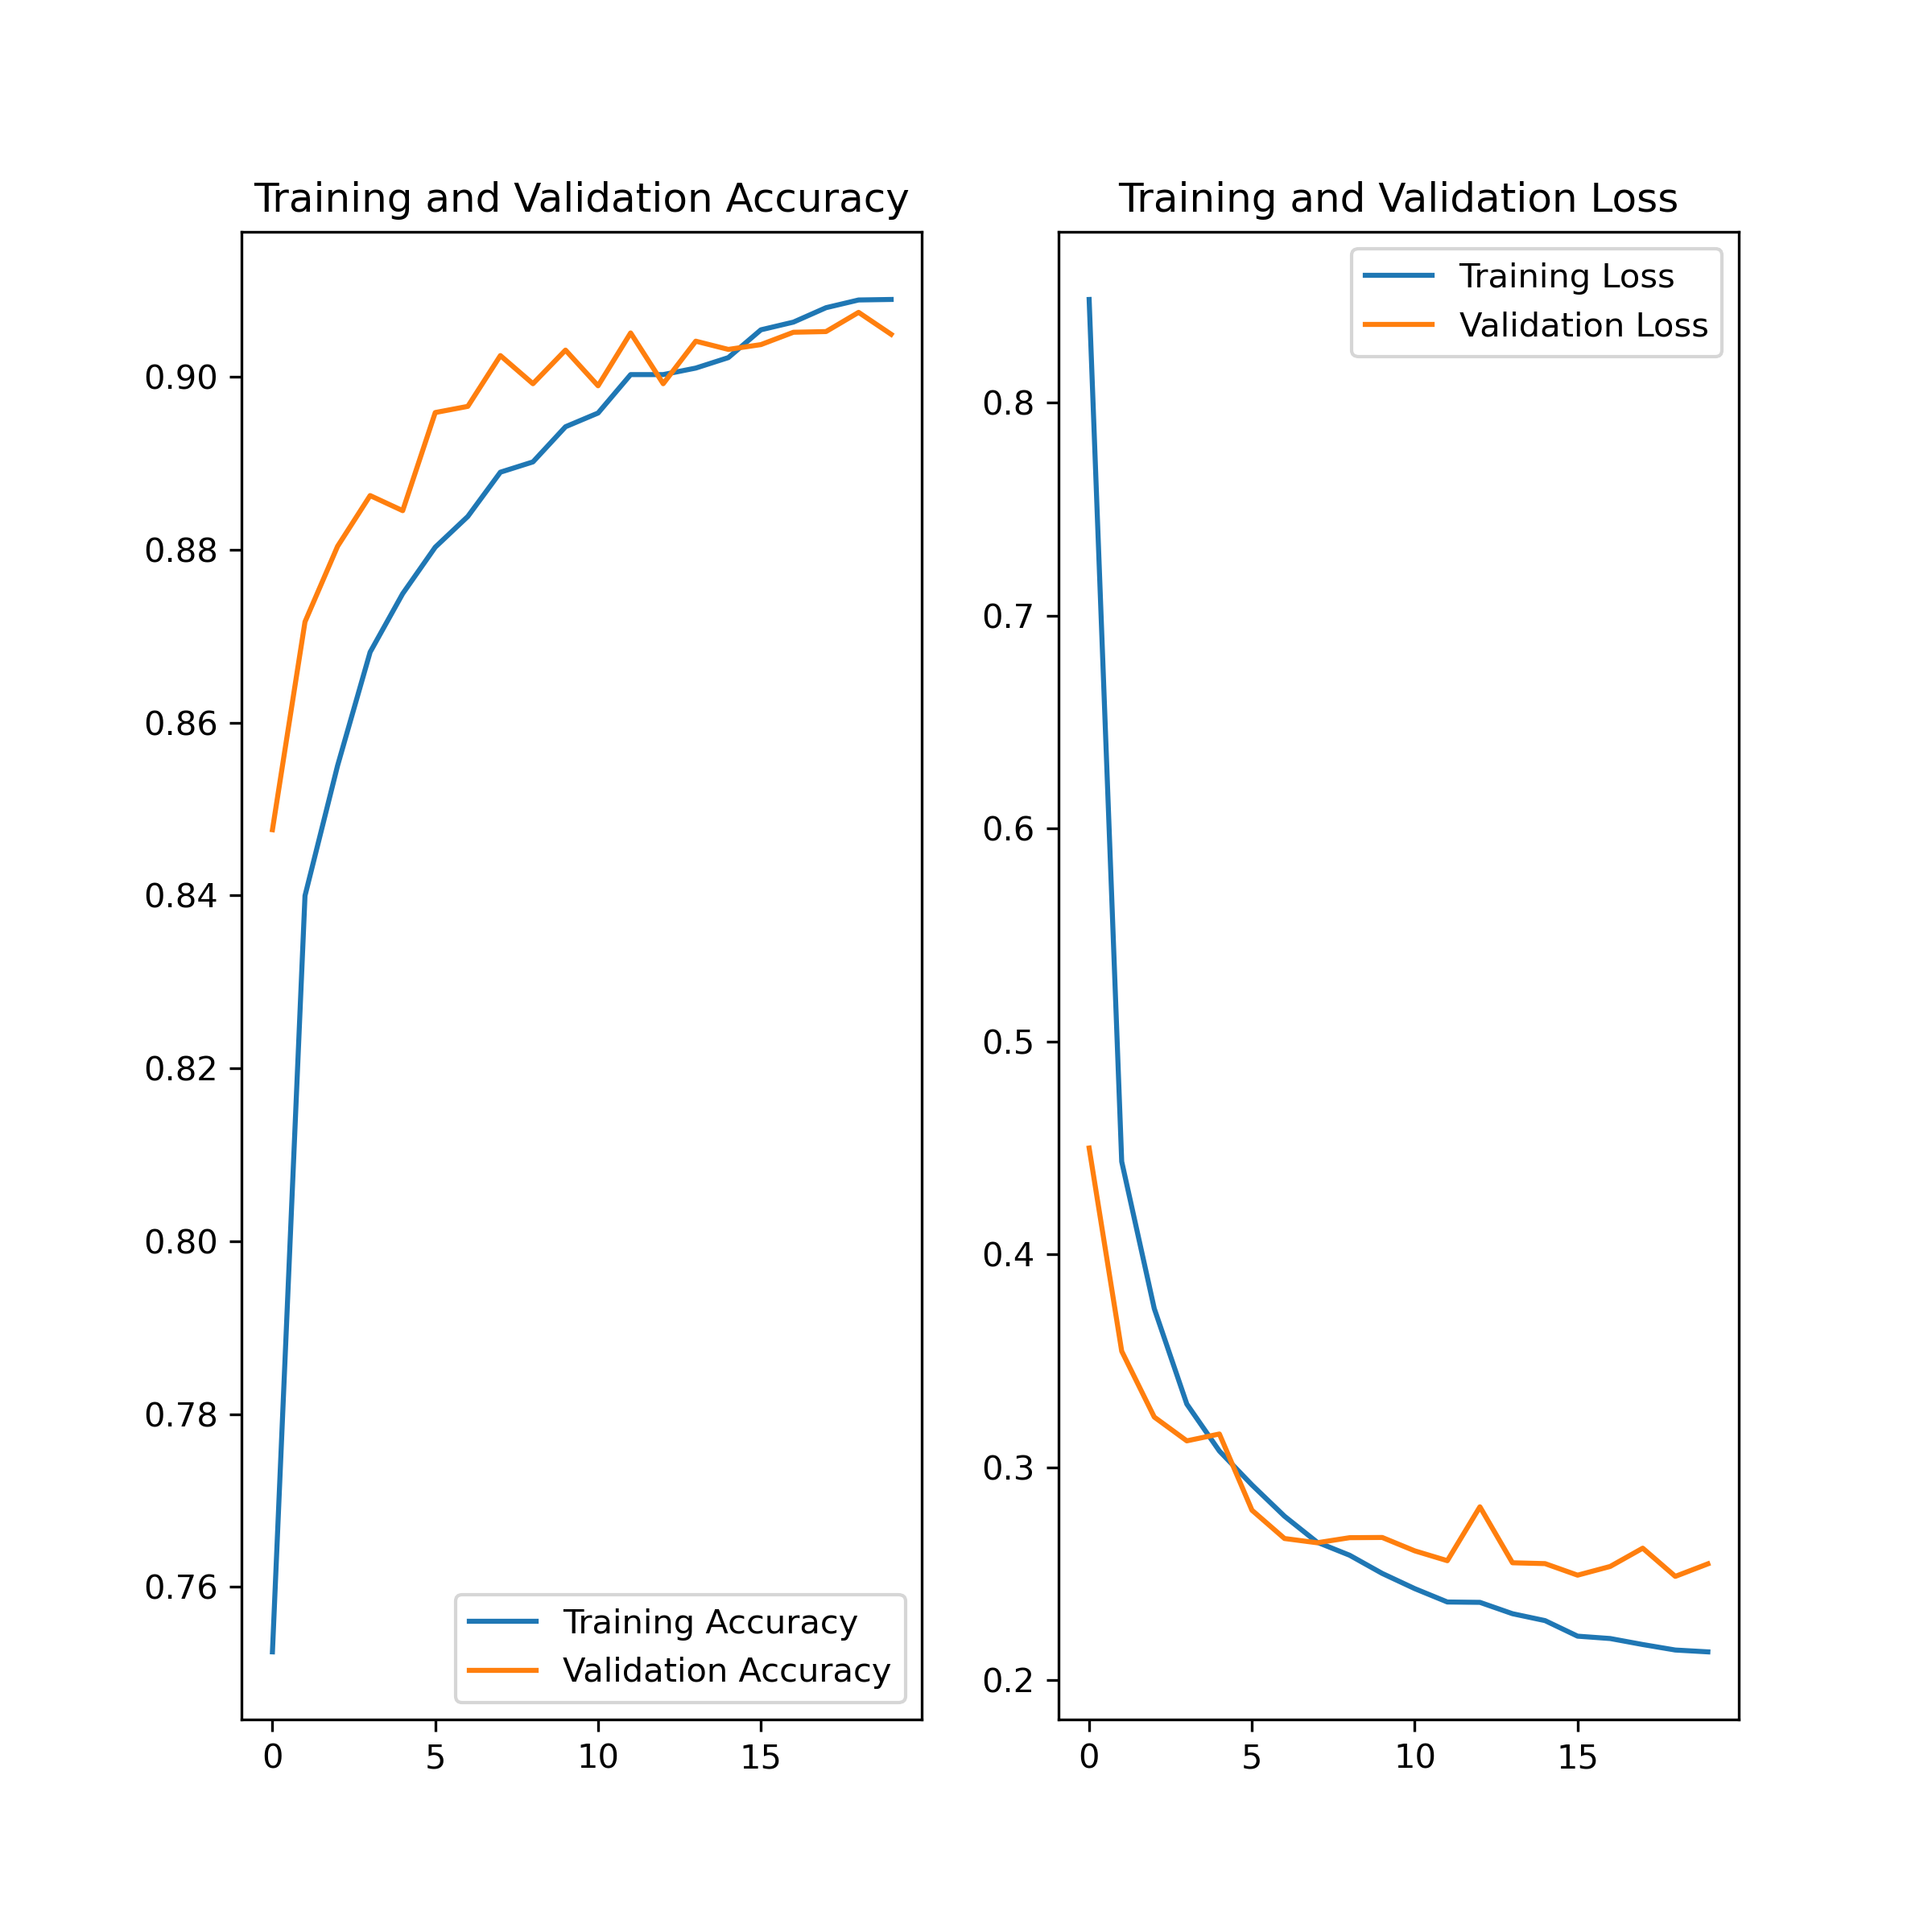 Training and Validation Accuracy
0.90
0.88
0.86
0.84
0.82
0.80
0.78
0.76
0 5 10 15
Training Accuracy
Validation Accuracy
Training and Validation Loss
Training Loss
Validation Loss
0.8
0.7
0.6
0.5
0.4
0.3
0.2
0 5 10 15